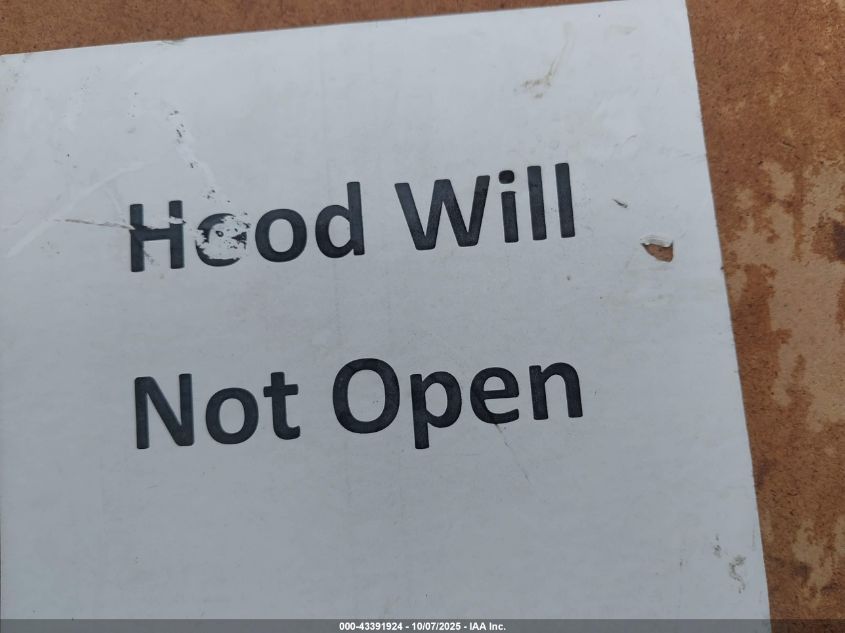 Hood Will
Not Open
000-43391924 - 10/07/2025 - IAA Inc.